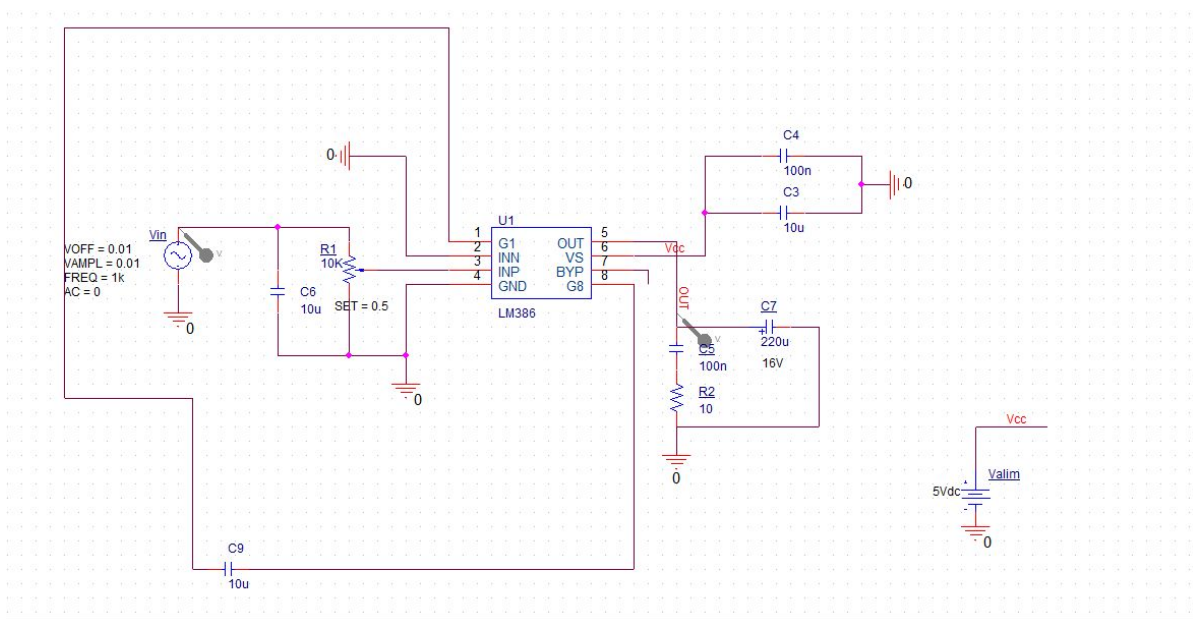 C4
0
100n
0
C3
10u
U1
Vin
VOFF = 0.01
VAMPL = 0.01
FREQ = 1k
AC = 0
V
0
R1
10K
SET = 0.5
C6
10u
0
1
2
3
4
G1
INN
INP
GND
OUT
VS
BYP
G8
5
6
7
8
LM386
Vcc
OUT
V
C7
+
220u
16V
C5
100n
R2
10
0
Vcc
Valim
5Vdc
+
-
0
C9
10u